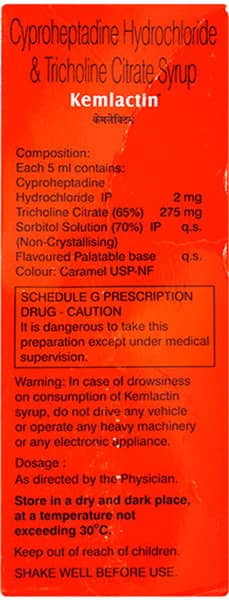 Cyproheptadine Hydrochloride
& Tricholine Citrate Syrup
Kemlactin
केमलेक्टिन
Composition:
Each 5 ml contains:
Cyproheptadine
Hydrochloride IP 2 mg
Tricholine Citrate (65%) 275 mg
Sorbitol Solution (70%) IP q.s.
(Non-Crystallising)
Flavoured Palatable base q.s.
Colour: Caramel USP-NF
SCHEDULE G PRESCRIPTION
DRUG - CAUTION
It is dangerous to take this
preparation except under medical
supervision.
Warning: In case of drowsiness
on consumption of Kemlactin
syrup, do not drive any vehicle
or operate any heavy machinery
or any electronic appliance.
Dosage :
As directed by the Physician.
Store in a dry and dark place,
at a temperature not
exceeding 30°C.
Keep out of reach of children.
SHAKE WELL BEFORE USE.